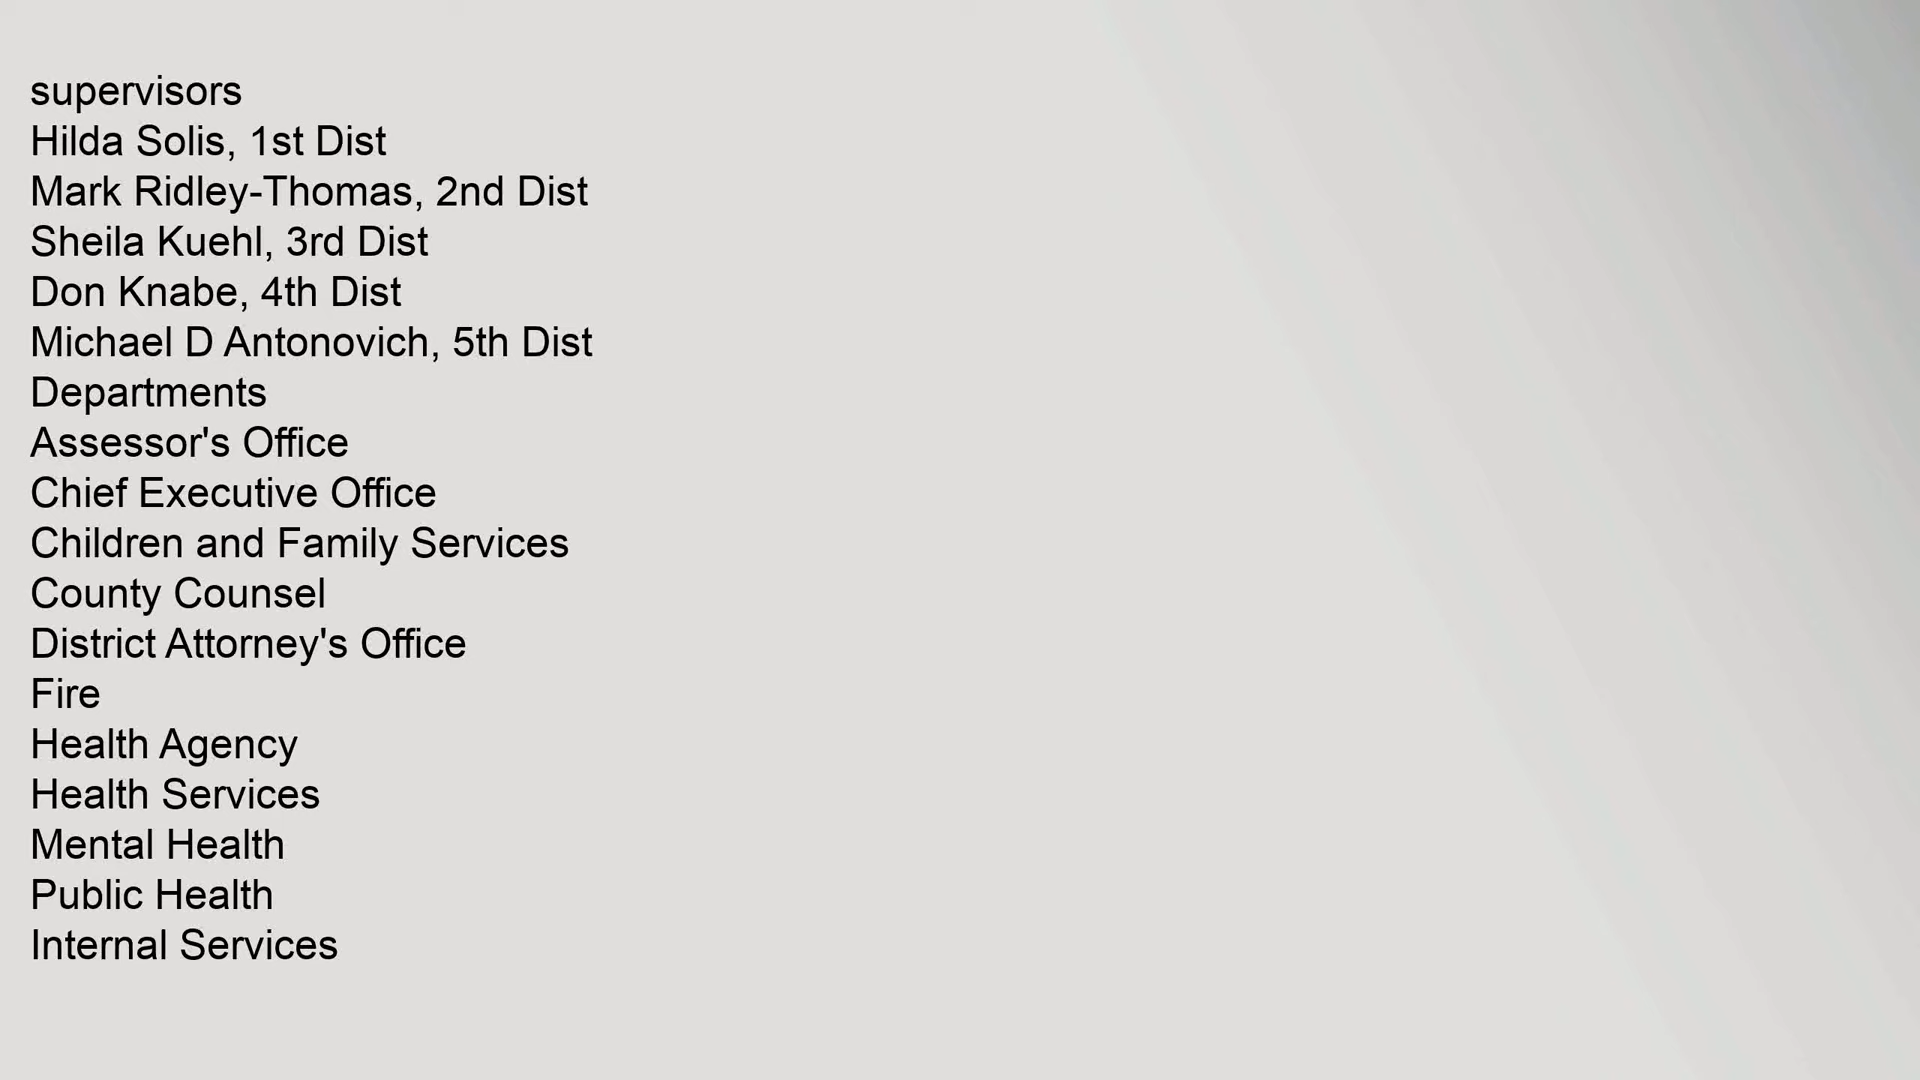 supervisors
Hilda Solis, 1st Dist
Mark Ridley-Thomas, 2nd Dist
Sheila Kuehl, 3rd Dist
Don Knabe, 4th Dist
Michael D Antonovich, 5th Dist
Departments
Assessor's Office
Chief Executive Office
Children and Family Services
County Counsel
District Attorney's Office
Fire
Health Agency
Health Services
Mental Health
Public Health
Internal Services